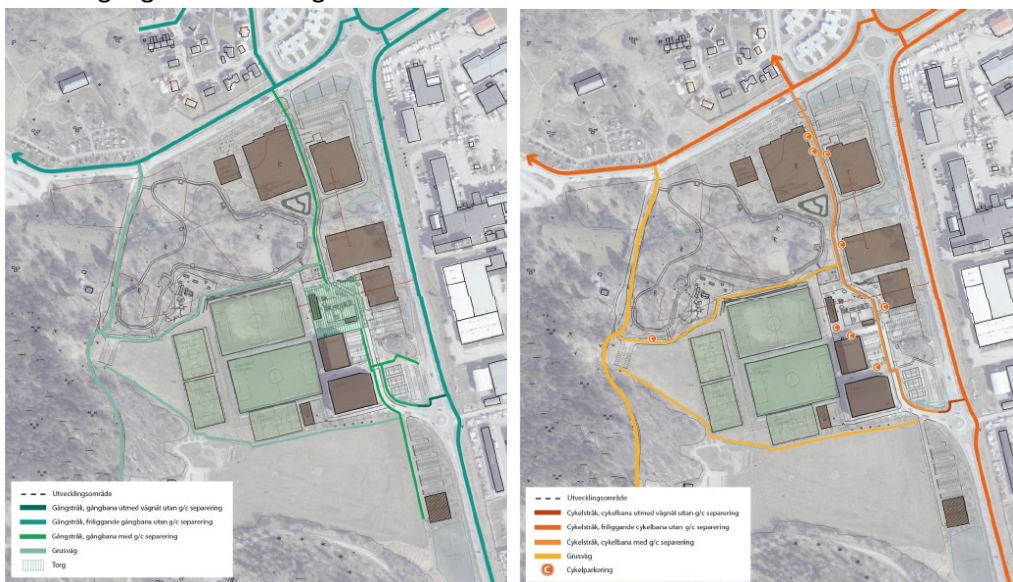 Utvecklingsområde
Gångstråk, gångbana utmed vägnät utan g/c separering
Gångstråk, friliggande gångbana utan g/c separering
Gångstråk, gångbana med g/c separering
Grusväg
Torg
Utvecklingsområde
Cykelstråk, cykelbana utmed vägnät utan g/c separering
Cykelstråk, friliggande cykelbana utan g/c separering
Cykelstråk, cykelbana med g/c separering
Grusväg
C Cykelparkering